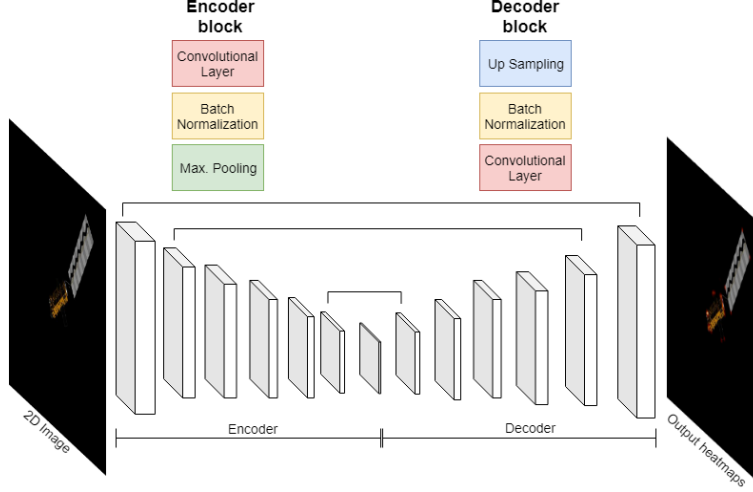 Encoder
block
Decoder
block
Convolutional
Layer
Batch
Normalization
Max. Pooling
Up Sampling
Batch
Normalization
Convolutional
Layer
2D Image
Encoder
Decoder
Output heatmaps